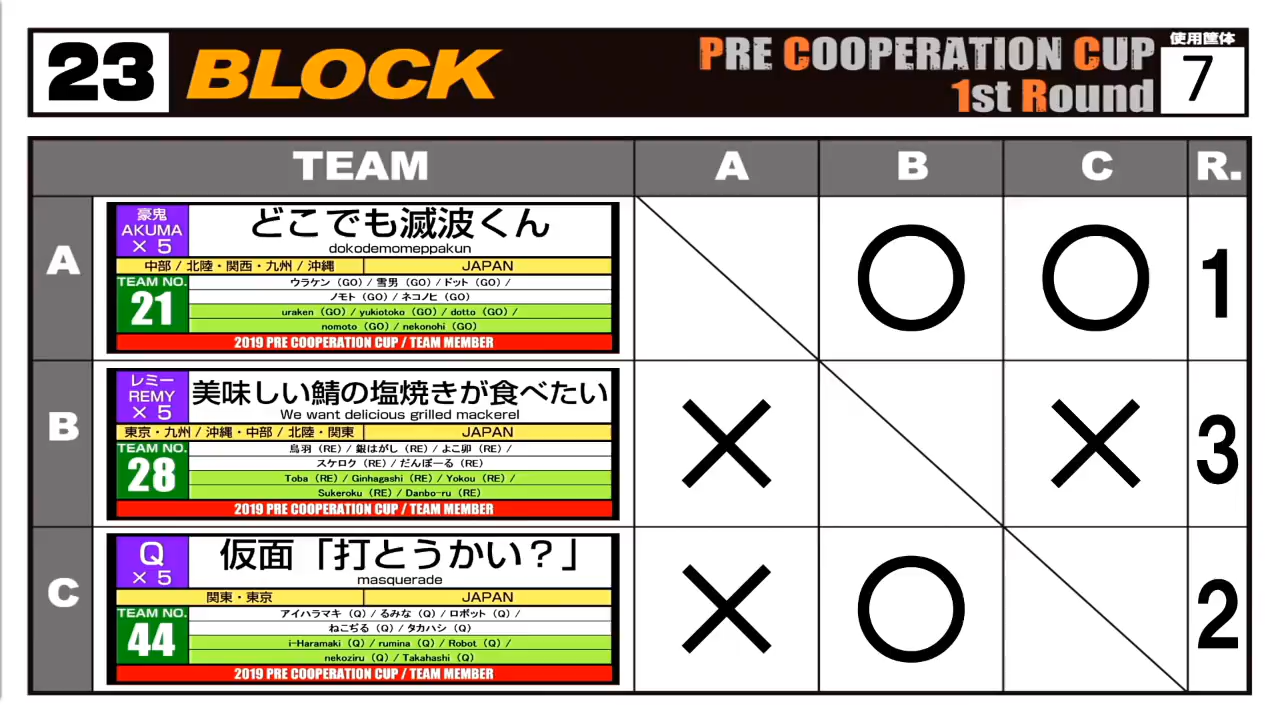 23 BLOCK
PRE COOPERATION CUP
1st Round
使用筐体
7
TEAM A B C R.
A
豪鬼
AKUMA
× 5
どこでも滅波くん
dokodemomeppakun
中部 / 北陸・関西・九州 / 沖縄 JAPAN
TEAM NO.
21
ウラケン（GO）/ 雪男（GO）/ ドット（GO）/
ノモト（GO）/ ネコノヒ（GO）
uraken（GO）/ yukiotoko（GO）/ dotto（GO）/
nomoto（GO）/ nekonohi（GO）
2019 PRE COOPERATION CUP / TEAM MEMBER
○ ○ 1
B
レミー
REMY
× 5
美味しい鯖の塩焼きが食べたい
We want delicious grilled mackerel
東京・九州 / 沖縄・中部 / 北陸・関東 JAPAN
TEAM NO.
28
鳥羽（RE）/ 銀はがし（RE）/ よこ卯（RE）/
スケロク（RE）/ だんぼーる（RE）
Toba（RE）/ Ginhagashi（RE）/ Yokou（RE）/
Sukeroku（RE）/ Danbo-ru（RE）
2019 PRE COOPERATION CUP / TEAM MEMBER
× × 3
C
Q
× 5
仮面「打とうかい？」
masquerade
関東・東京 JAPAN
TEAM NO.
44
アイハラマキ（Q）/ るみな（Q）/ ロボット（Q）/
ねこぢる（Q）/ タカハシ（Q）
i-Haramaki（Q）/ rumina（Q）/ Robot（Q）/
nekoziru（Q）/ Takahashi（Q）
2019 PRE COOPERATION CUP / TEAM MEMBER
× ○ 2